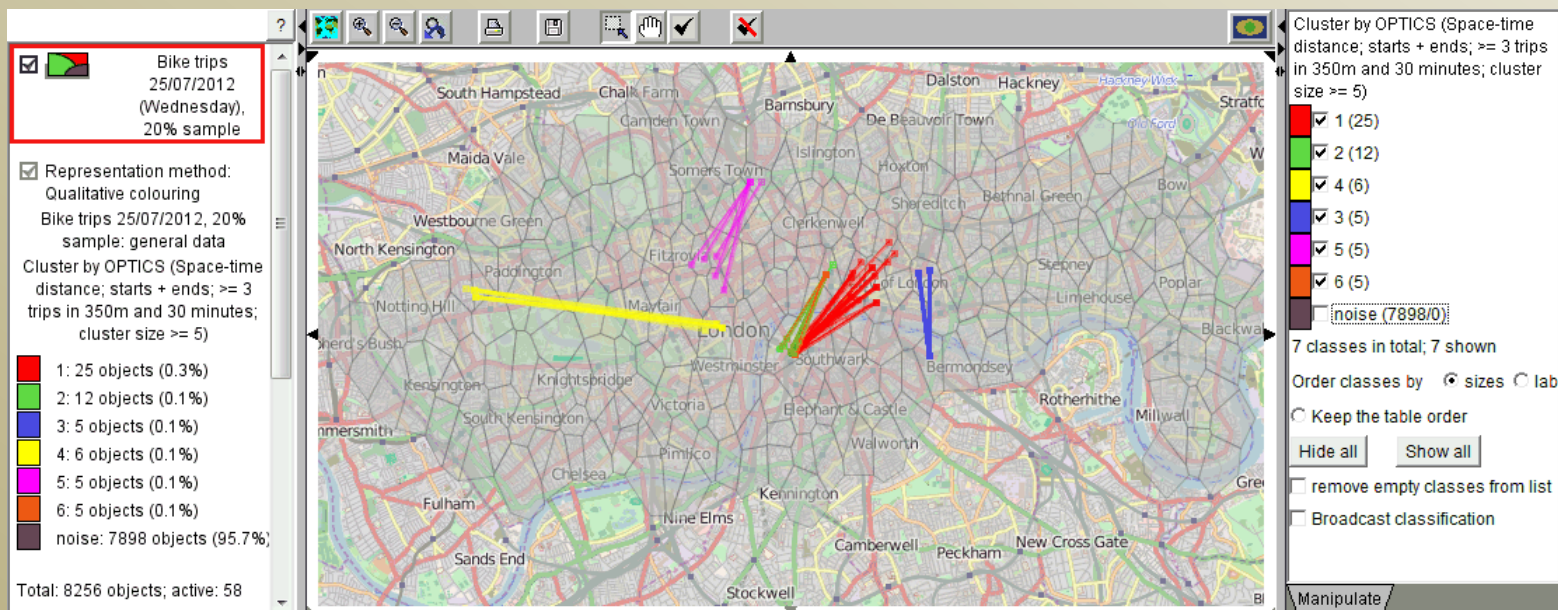 ?
Bike trips
25/07/2012
(Wednesday),
20% sample
Representation method:
Qualitative colouring
Bike trips 25/07/2012, 20%
sample: general data
Cluster by OPTICS (Space-time
distance; starts + ends; >= 3
trips in 350m and 30 minutes;
cluster size >= 5)
1: 25 objects (0.3%)
2: 12 objects (0.1%)
3: 5 objects (0.1%)
4: 6 objects (0.1%)
5: 5 objects (0.1%)
6: 5 objects (0.1%)
noise: 7898 objects (95.7%)
Total: 8256 objects; active: 58
South Hampstead
Chalk Farm
Dalston
Hackney
Hackney Wick
Barnsbury
Camden Town
De Beauvoir Town
Old Ford
Maida Vale
Islington
Hoxton
Somers Town
Bethnal Green
Bow
Shoreditch
Westbourne Green
Clerkenwell
North Kensington
Fitzrov
Stepney
Paddington
of London
Poplar
Notting Hill
Mayfair
Limehouse
London
Blackwa
herd's Bush
Westminster
Southwark
Bermondsey
Kensington
Knightsbridge
Rotherhithe
Victoria
Elephant & Castle
South Kensington
Millwall
mmersmith
Walworth
Pimlico
Chelsea
Kennington
Gre
Fulham
Nine Elms
Camberwell
New Cross Gate
Sands End
Peckham
Stockwell
Cluster by OPTICS (Space-time
distance; starts + ends; >= 3 trips
in 350m and 30 minutes; cluster
size >= 5)
1 (25)
2 (12)
4 (6)
3 (5)
5 (5)
6 (5)
noise (7898/0)
7 classes in total; 7 shown
Order classes by sizes lab
Keep the table order
Hide all Show all
remove empty classes from list
Broadcast classification
Manipulate